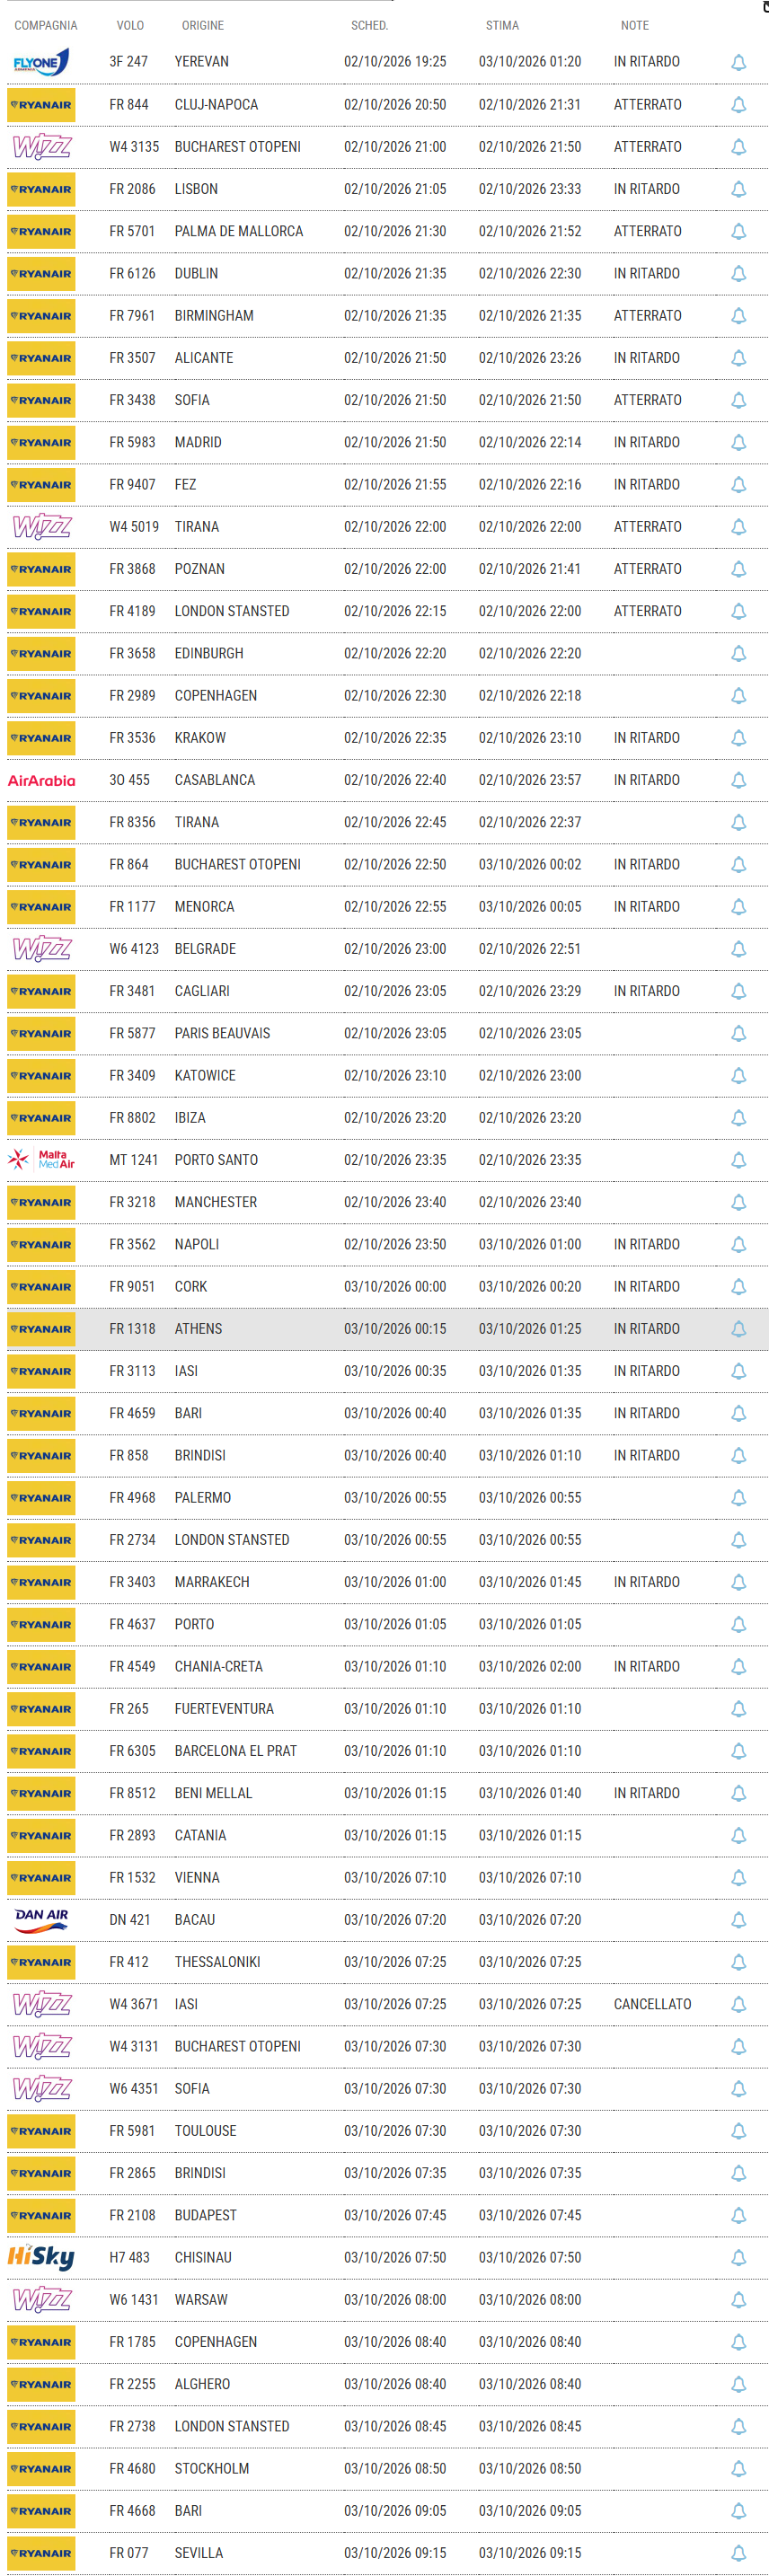 COMPAGNIA VOLO ORIGINE SCHED. STIMA NOTE
FLYONE ARMENIA 3F 247 YEREVAN 02/10/2026 19:25 03/10/2026 01:20 IN RITARDO
RYANAIR FR 844 CLUJ-NAPOCA 02/10/2026 20:50 02/10/2026 21:31 ATTERRATO
WIZZ W4 3135 BUCHAREST OTOPENI 02/10/2026 21:00 02/10/2026 21:50 ATTERRATO
RYANAIR FR 2086 LISBON 02/10/2026 21:05 02/10/2026 23:33 IN RITARDO
RYANAIR FR 5701 PALMA DE MALLORCA 02/10/2026 21:30 02/10/2026 21:52 ATTERRATO
RYANAIR FR 6126 DUBLIN 02/10/2026 21:35 02/10/2026 22:30 IN RITARDO
RYANAIR FR 7961 BIRMINGHAM 02/10/2026 21:35 02/10/2026 21:35 ATTERRATO
RYANAIR FR 3507 ALICANTE 02/10/2026 21:50 02/10/2026 23:26 IN RITARDO
RYANAIR FR 3438 SOFIA 02/10/2026 21:50 02/10/2026 21:50 ATTERRATO
RYANAIR FR 5983 MADRID 02/10/2026 21:50 02/10/2026 22:14 IN RITARDO
RYANAIR FR 9407 FEZ 02/10/2026 21:55 02/10/2026 22:16 IN RITARDO
WIZZ W4 5019 TIRANA 02/10/2026 22:00 02/10/2026 22:00 ATTERRATO
RYANAIR FR 3868 POZNAN 02/10/2026 22:00 02/10/2026 21:41 ATTERRATO
RYANAIR FR 4189 LONDON STANSTED 02/10/2026 22:15 02/10/2026 22:00 ATTERRATO
RYANAIR FR 3658 EDINBURGH 02/10/2026 22:20 02/10/2026 22:20
RYANAIR FR 2989 COPENHAGEN 02/10/2026 22:30 02/10/2026 22:18
RYANAIR FR 3536 KRAKOW 02/10/2026 22:35 02/10/2026 23:10 IN RITARDO
AirArabia 3O 455 CASABLANCA 02/10/2026 22:40 02/10/2026 23:57 IN RITARDO
RYANAIR FR 8356 TIRANA 02/10/2026 22:45 02/10/2026 22:37
RYANAIR FR 864 BUCHAREST OTOPENI 02/10/2026 22:50 03/10/2026 00:02 IN RITARDO
RYANAIR FR 1177 MENORCA 02/10/2026 22:55 03/10/2026 00:05 IN RITARDO
WIZZ W6 4123 BELGRADE 02/10/2026 23:00 02/10/2026 22:51
RYANAIR FR 3481 CAGLIARI 02/10/2026 23:05 02/10/2026 23:29 IN RITARDO
RYANAIR FR 5877 PARIS BEAUVAIS 02/10/2026 23:05 02/10/2026 23:05
RYANAIR FR 3409 KATOWICE 02/10/2026 23:10 02/10/2026 23:00
RYANAIR FR 8802 IBIZA 02/10/2026 23:20 02/10/2026 23:20
Malta MedAir MT 1241 PORTO SANTO 02/10/2026 23:35 02/10/2026 23:35
RYANAIR FR 3218 MANCHESTER 02/10/2026 23:40 02/10/2026 23:40
RYANAIR FR 3562 NAPOLI 02/10/2026 23:50 03/10/2026 01:00 IN RITARDO
RYANAIR FR 9051 CORK 03/10/2026 00:00 03/10/2026 00:20 IN RITARDO
RYANAIR FR 1318 ATHENS 03/10/2026 00:15 03/10/2026 01:25 IN RITARDO
RYANAIR FR 3113 IASI 03/10/2026 00:35 03/10/2026 01:35 IN RITARDO
RYANAIR FR 4659 BARI 03/10/2026 00:40 03/10/2026 01:35 IN RITARDO
RYANAIR FR 858 BRINDISI 03/10/2026 00:40 03/10/2026 01:10 IN RITARDO
RYANAIR FR 4968 PALERMO 03/10/2026 00:55 03/10/2026 00:55
RYANAIR FR 2734 LONDON STANSTED 03/10/2026 00:55 03/10/2026 00:55
RYANAIR FR 3403 MARRAKECH 03/10/2026 01:00 03/10/2026 01:45 IN RITARDO
RYANAIR FR 4637 PORTO 03/10/2026 01:05 03/10/2026 01:05
RYANAIR FR 4549 CHANIA-CRETA 03/10/2026 01:10 03/10/2026 02:00 IN RITARDO
RYANAIR FR 265 FUERTEVENTURA 03/10/2026 01:10 03/10/2026 01:10
RYANAIR FR 6305 BARCELONA EL PRAT 03/10/2026 01:10 03/10/2026 01:10
RYANAIR FR 8512 BENI MELLAL 03/10/2026 01:15 03/10/2026 01:40 IN RITARDO
RYANAIR FR 2893 CATANIA 03/10/2026 01:15 03/10/2026 01:15
RYANAIR FR 1532 VIENNA 03/10/2026 07:10 03/10/2026 07:10
DAN AIR DN 421 BACAU 03/10/2026 07:20 03/10/2026 07:20
RYANAIR FR 412 THESSALONIKI 03/10/2026 07:25 03/10/2026 07:25
WIZZ W4 3671 IASI 03/10/2026 07:25 03/10/2026 07:25 CANCELLATO
WIZZ W4 3131 BUCHAREST OTOPENI 03/10/2026 07:30 03/10/2026 07:30
WIZZ W6 4351 SOFIA 03/10/2026 07:30 03/10/2026 07:30
RYANAIR FR 5981 TOULOUSE 03/10/2026 07:30 03/10/2026 07:30
RYANAIR FR 2865 BRINDISI 03/10/2026 07:35 03/10/2026 07:35
RYANAIR FR 2108 BUDAPEST 03/10/2026 07:45 03/10/2026 07:45
HiSky H7 483 CHISINAU 03/10/2026 07:50 03/10/2026 07:50
WIZZ W6 1431 WARSAW 03/10/2026 08:00 03/10/2026 08:00
RYANAIR FR 1785 COPENHAGEN 03/10/2026 08:40 03/10/2026 08:40
RYANAIR FR 2255 ALGHERO 03/10/2026 08:40 03/10/2026 08:40
RYANAIR FR 2738 LONDON STANSTED 03/10/2026 08:45 03/10/2026 08:45
RYANAIR FR 4680 STOCKHOLM 03/10/2026 08:50 03/10/2026 08:50
RYANAIR FR 4668 BARI 03/10/2026 09:05 03/10/2026 09:05
RYANAIR FR 077 SEVILLA 03/10/2026 09:15 03/10/2026 09:15